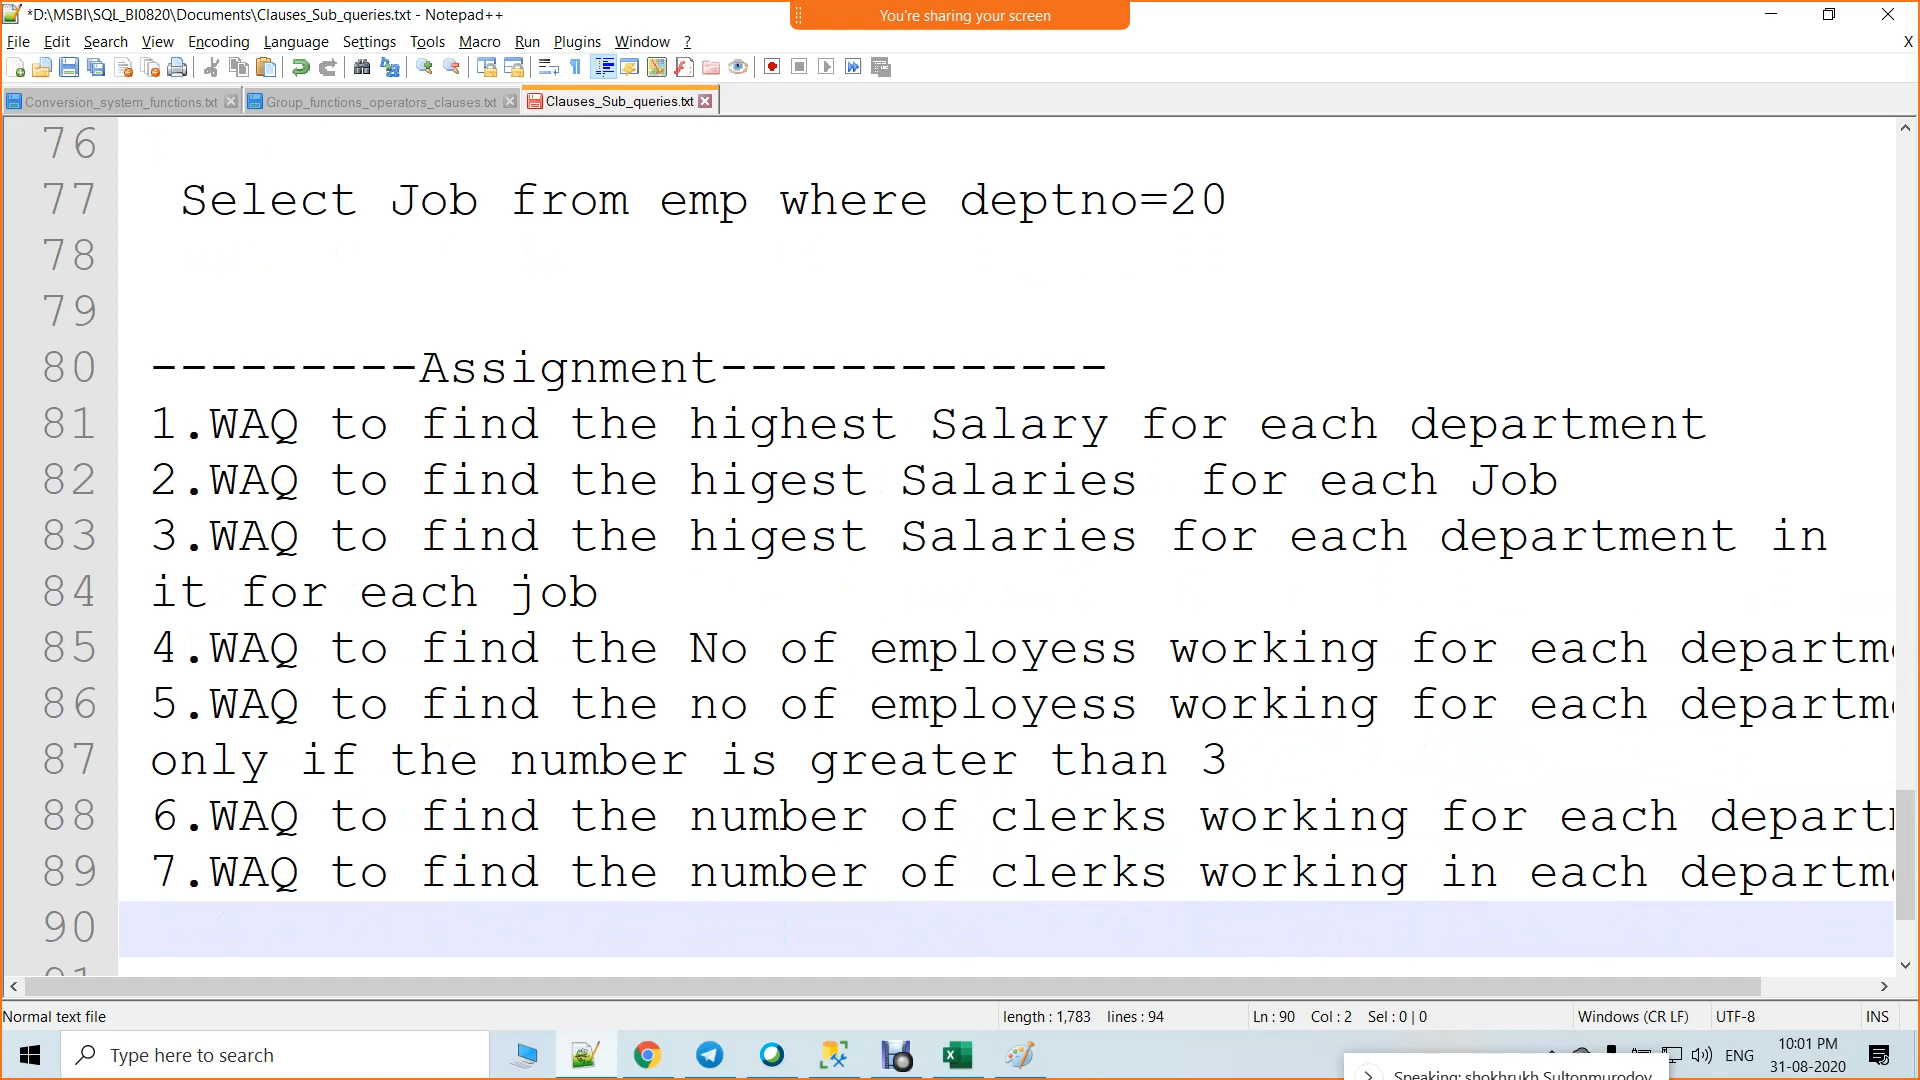 *D:\MSBI\SQL_BI0820\Documents\Clauses_Sub_queries.txt - Notepad++
You're sharing your screen
File Edit Search View Encoding Language Settings Tools Macro Run Plugins Window ?
X
Conversion_system_functions.txt Group_functions_operators_clauses.txt Clauses_Sub_queries.txt
76
77 Select Job from emp where deptno=20
78
79
80 ---------Assignment-------------
81 1.WAQ to find the highest Salary for each department
82 2.WAQ to find the higest Salaries  for each Job
83 3.WAQ to find the higest Salaries for each department in
84 it for each job
85 4.WAQ to find the No of employess working for each departm
86 5.WAQ to find the no of employess working for each departm
87 only if the number is greater than 3
88 6.WAQ to find the number of clerks working for each depart
89 7.WAQ to find the number of clerks working in each departm
90
Normal text file length : 1,783 lines : 94 Ln : 90 Col : 2 Sel : 0 | 0 Windows (CR LF) UTF-8 INS
Type here to search
ENG
10:01 PM
31-08-2020
Speaking: shokhrukh Sultonmurodov